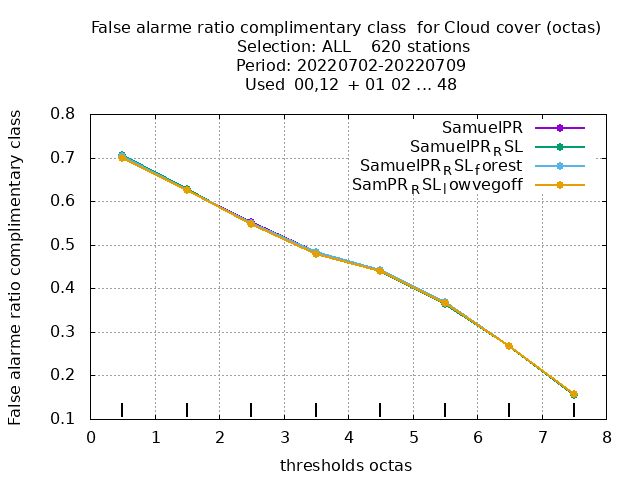 False alarme ratio complimentary class  for Cloud cover (octas)
Selection: ALL    620 stations
Period: 20220702-20220709
Used  00,12  + 01 02 ... 48
False alarme ratio complimentary class
0.8
0.7
0.6
0.5
0.4
0.3
0.2
0.1
SamuelPR
SamuelPR_RSL
SamuelPR_RSL_forest
SamPR_RSL_lowvegoff
0 1 2 3 4 5 6 7 8
thresholds octas